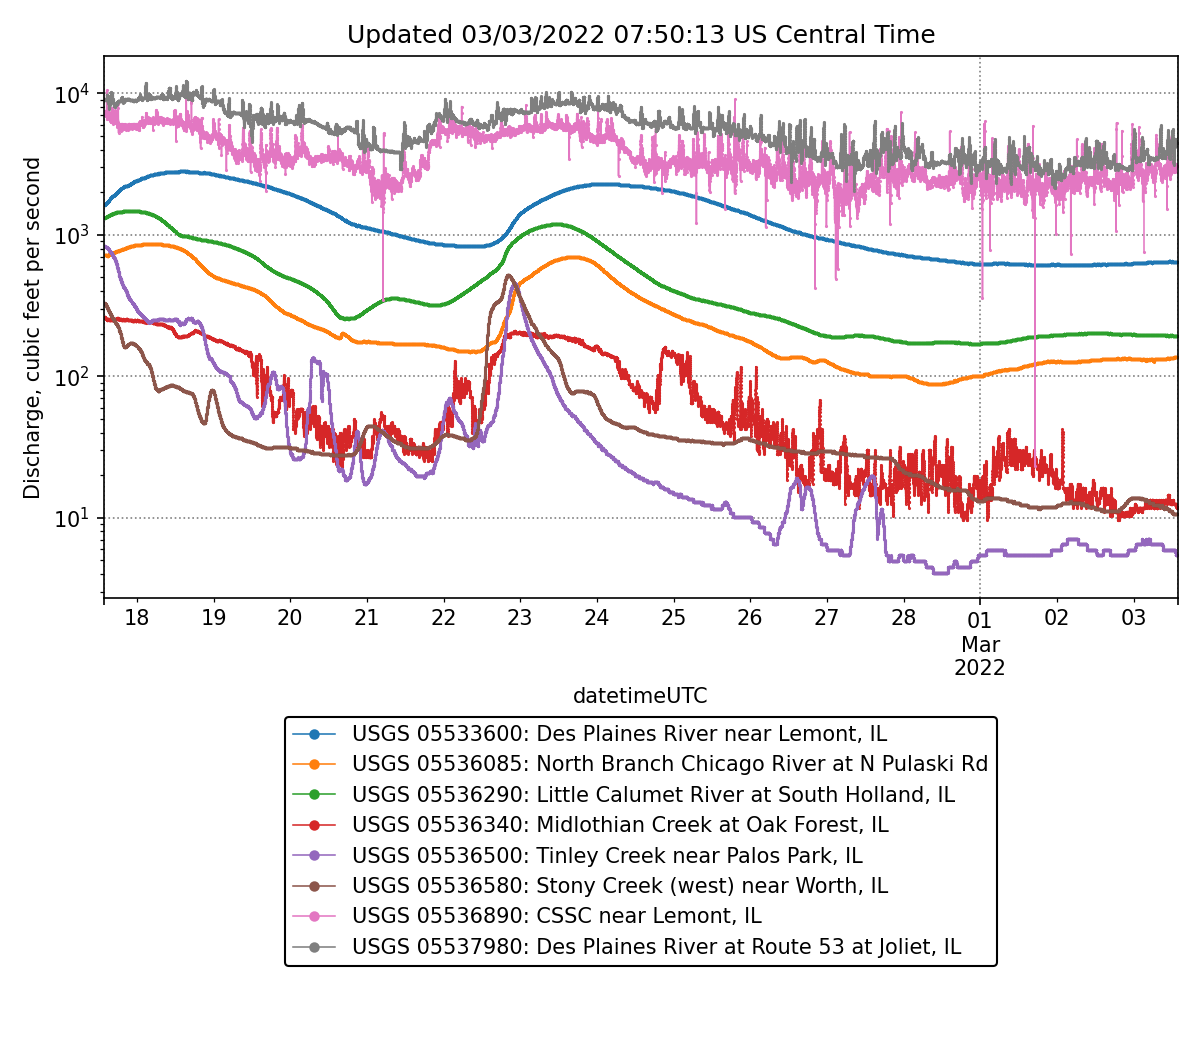 Updated 03/03/2022 07:50:13 US Central Time
Discharge, cubic feet per second
10^4
10^3
10^2
10^1
18 19 20 21 22 23 24 25 26 27 28 01 02 03
Mar
2022
datetimeUTC
USGS 05533600: Des Plaines River near Lemont, IL
USGS 05536085: North Branch Chicago River at N Pulaski Rd
USGS 05536290: Little Calumet River at South Holland, IL
USGS 05536340: Midlothian Creek at Oak Forest, IL
USGS 05536500: Tinley Creek near Palos Park, IL
USGS 05536580: Stony Creek (west) near Worth, IL
USGS 05536890: CSSC near Lemont, IL
USGS 05537980: Des Plaines River at Route 53 at Joliet, IL